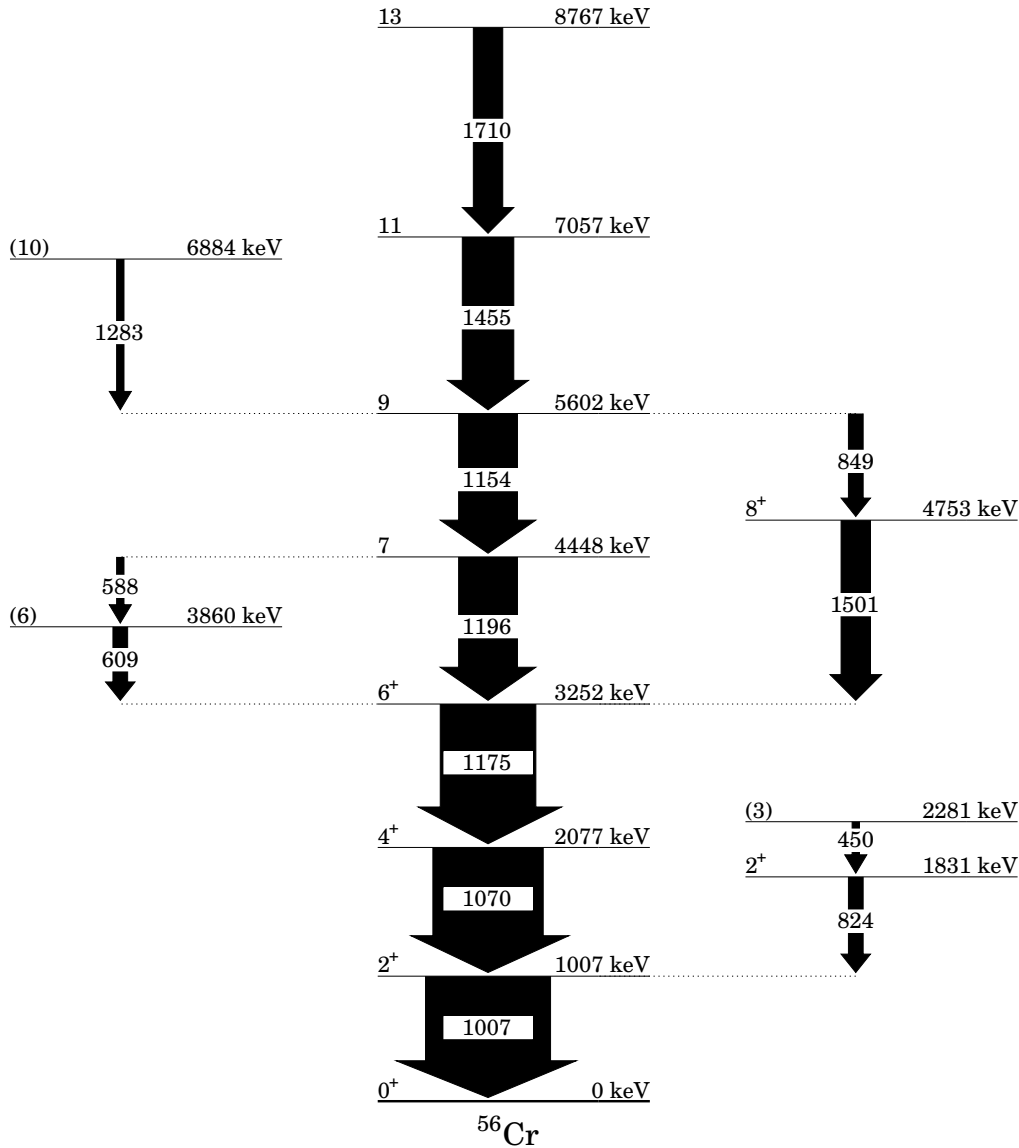 13 8767 keV
1710
11 7057 keV
(10) 6884 keV
1283
1455
9 5602 keV
849
1154
8⁺ 4753 keV
7 4448 keV
588
1501
(6) 3860 keV
1196
609
6⁺ 3252 keV
1175
(3) 2281 keV
4⁺ 2077 keV
450
2⁺ 1831 keV
1070
824
2⁺ 1007 keV
1007
0⁺ 0 keV
⁵⁶Cr